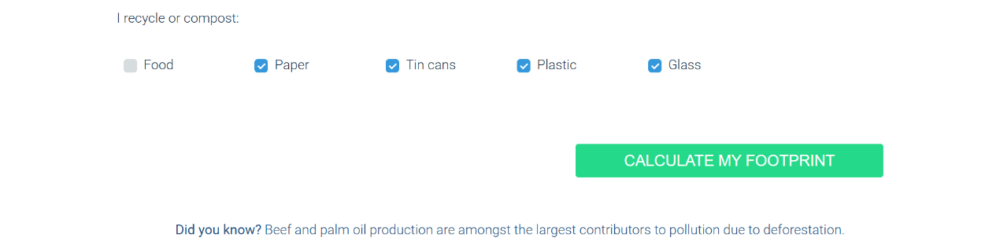 I recycle or compost:
Food Paper Tin cans Plastic Glass
CALCULATE MY FOOTPRINT
Did you know? Beef and palm oil production are amongst the largest contributors to pollution due to deforestation.